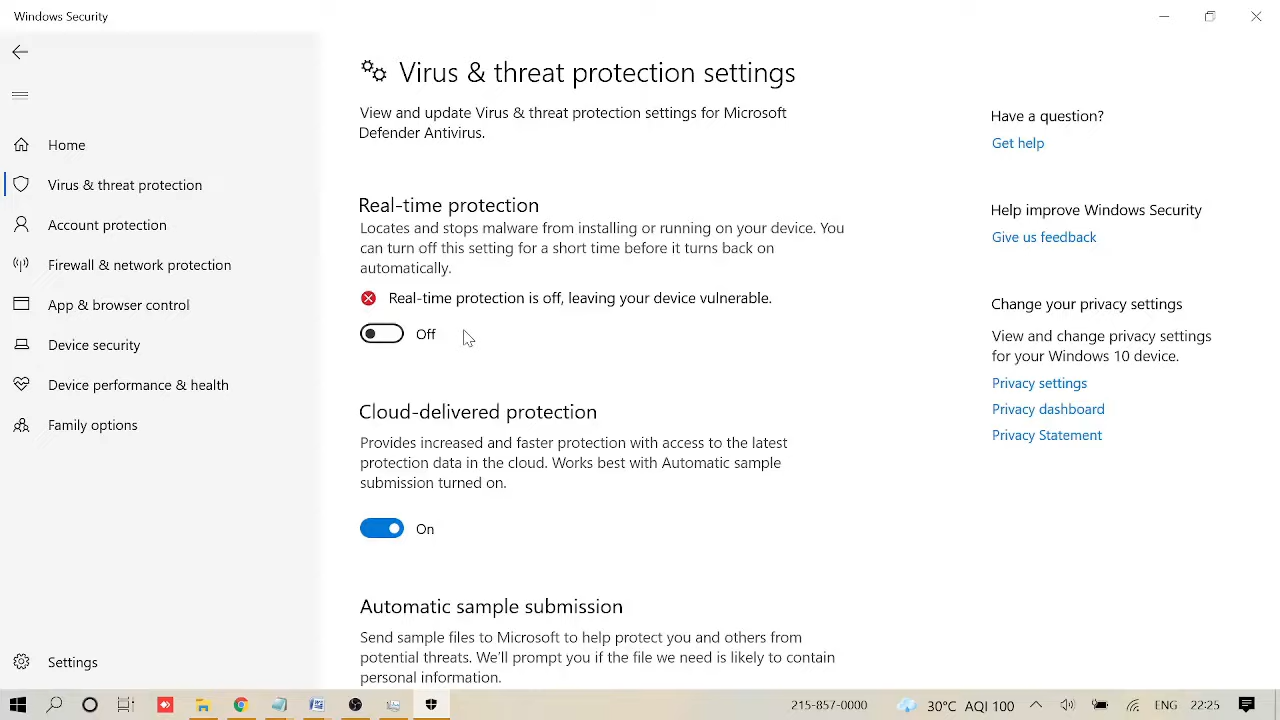 Windows Security
Virus & threat protection settings
View and update Virus & threat protection settings for Microsoft
Defender Antivirus.
Home
Virus & threat protection
Account protection
Firewall & network protection
App & browser control
Device security
Device performance & health
Family options
Settings
Real-time protection
Locates and stops malware from installing or running on your device. You
can turn off this setting for a short time before it turns back on
automatically.
Real-time protection is off, leaving your device vulnerable.
Off
Cloud-delivered protection
Provides increased and faster protection with access to the latest
protection data in the cloud. Works best with Automatic sample
submission turned on.
On
Automatic sample submission
Send sample files to Microsoft to help protect you and others from
potential threats. We'll prompt you if the file we need is likely to contain
personal information.
Have a question?
Get help
Help improve Windows Security
Give us feedback
Change your privacy settings
View and change privacy settings
for your Windows 10 device.
Privacy settings
Privacy dashboard
Privacy Statement
215-857-0000
30°C AQI 100
ENG
22:25